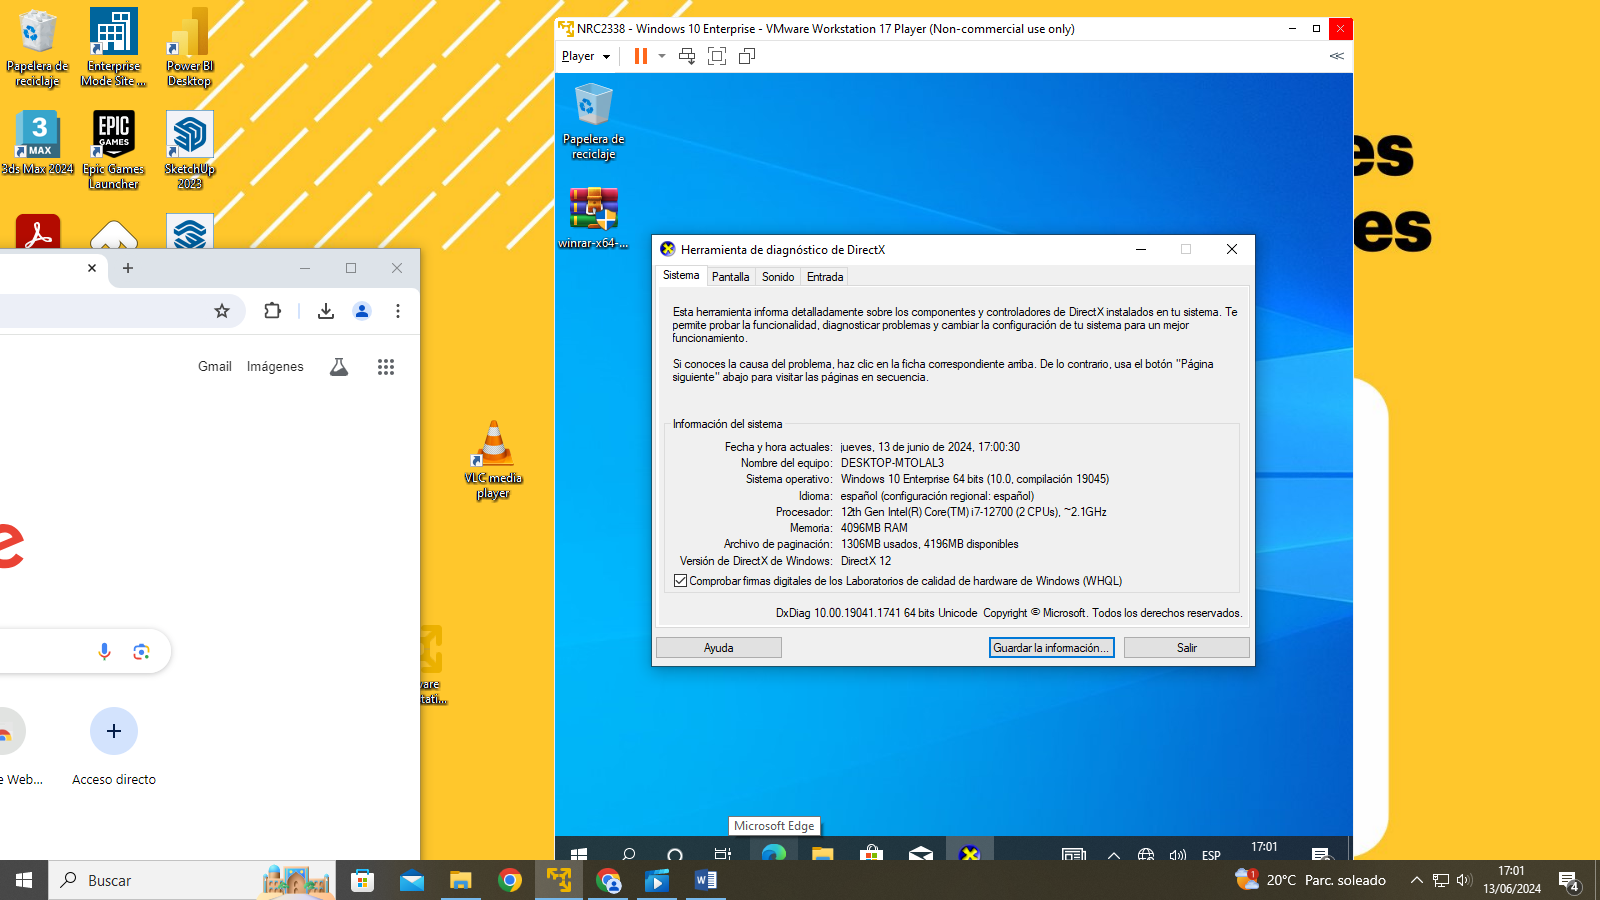 Papelera de
reciclaje
Enterprise
Mode Site ...
Power BI
Desktop
3
MAX
3ds Max 2024
EPIC
GAMES
Epic Games
Launcher
SketchUp
2023
NRC2338 - Windows 10 Enterprise - VMware Workstation 17 Player (Non-commercial use only)
Player
Papelera de
reciclaje
winrar-x64-...
es
es
Herramienta de diagnóstico de DirectX
Sistema
Pantalla
Sonido
Entrada
Esta herramienta informa detalladamente sobre los componentes y controladores de DirectX instalados en tu sistema. Te
permite probar la funcionalidad, diagnosticar problemas y cambiar la configuración de tu sistema para un mejor
funcionamiento.
Si conoces la causa del problema, haz clic en la ficha correspondiente arriba. De lo contrario, usa el botón "Página
siguiente" abajo para visitar las páginas en secuencia.
Información del sistema
Fecha y hora actuales: jueves, 13 de junio de 2024, 17:00:30
Nombre del equipo: DESKTOP-MTOLAL3
Sistema operativo: Windows 10 Enterprise 64 bits (10.0, compilación 19045)
Idioma: español (configuración regional: español)
Procesador: 12th Gen Intel(R) Core(TM) i7-12700 (2 CPUs), ~2.1GHz
Memoria: 4096MB RAM
Archivo de paginación: 1306MB usados, 4196MB disponibles
Versión de DirectX de Windows: DirectX 12
Comprobar firmas digitales de los Laboratorios de calidad de hardware de Windows (WHQL)
DxDiag 10.00.19041.1741 64 bits Unicode Copyright © Microsoft. Todos los derechos reservados.
Ayuda
Guardar la información...
Salir
Gmail
Imágenes
e
VLC media
player
ware
stati...
e Web...
Acceso directo
Microsoft Edge
ESP
17:01
Buscar
1
20°C Parc. soleado
17:01
13/06/2024
4